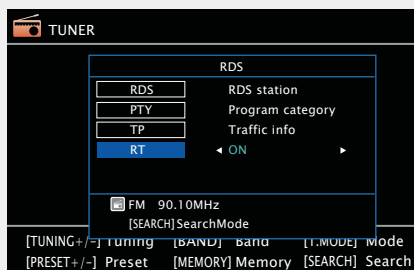 TUNER
RDS
RDS RDS station
PTY Program category
TP Traffic info
RT ◄ ON ►
FM 90.10MHz
[SEARCH] SearchMode
[TUNING+/-] Tuning [BAND] Band [T.MODE] Mode
[PRESET+/-] Preset [MEMORY] Memory [SEARCH] Search